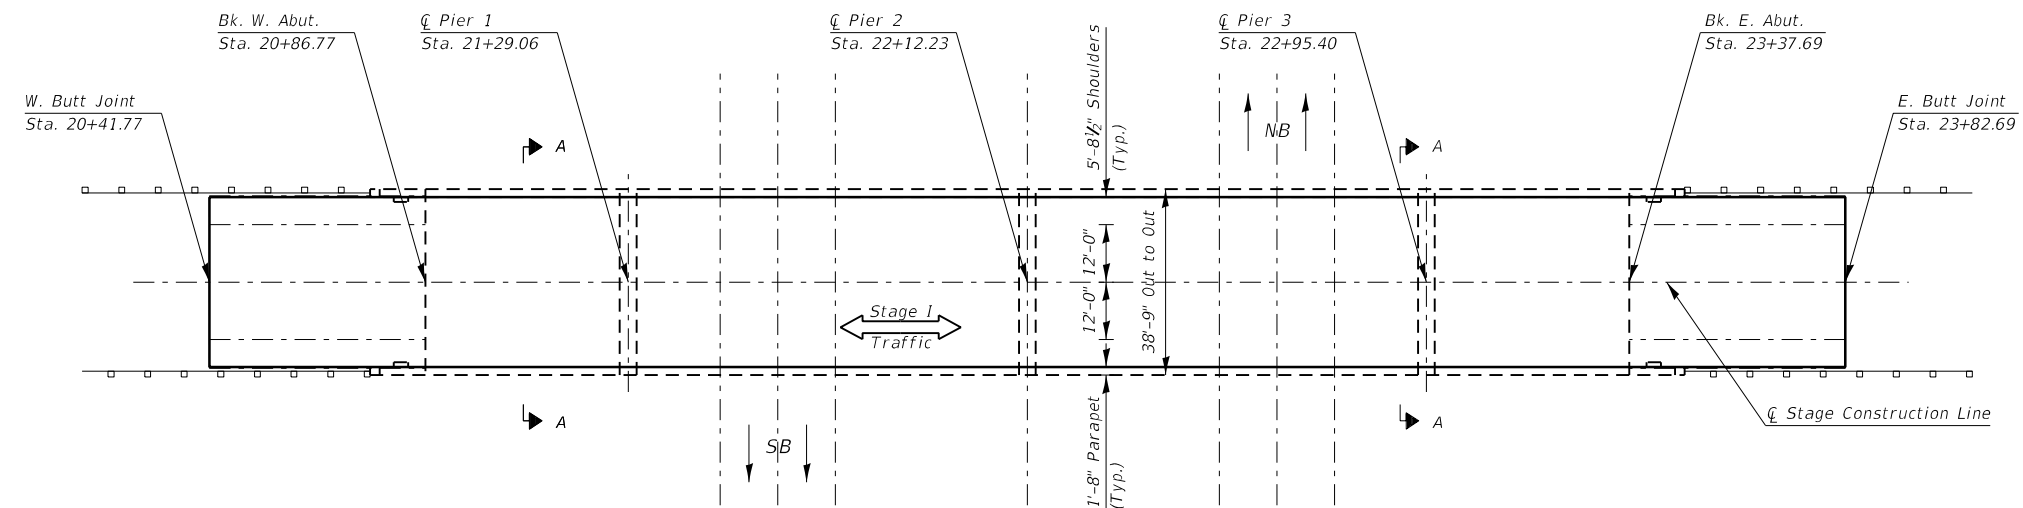 Bk. W. Abut.
Sta. 20+86.77
℄ Pier 1
Sta. 21+29.06
℄ Pier 2
Sta. 22+12.23
℄ Pier 3
Sta. 22+95.40
Bk. E. Abut.
Sta. 23+37.69
W. Butt Joint
Sta. 20+41.77
E. Butt Joint
Sta. 23+82.69
5'-8½" Shoulders
(Typ.)
NB
A
A
12'-0"
12'-0"
38'-9" Out to Out
Stage I
Traffic
℄ Stage Construction Line
A
A
SB
1'-8" Parapet
(Typ.)